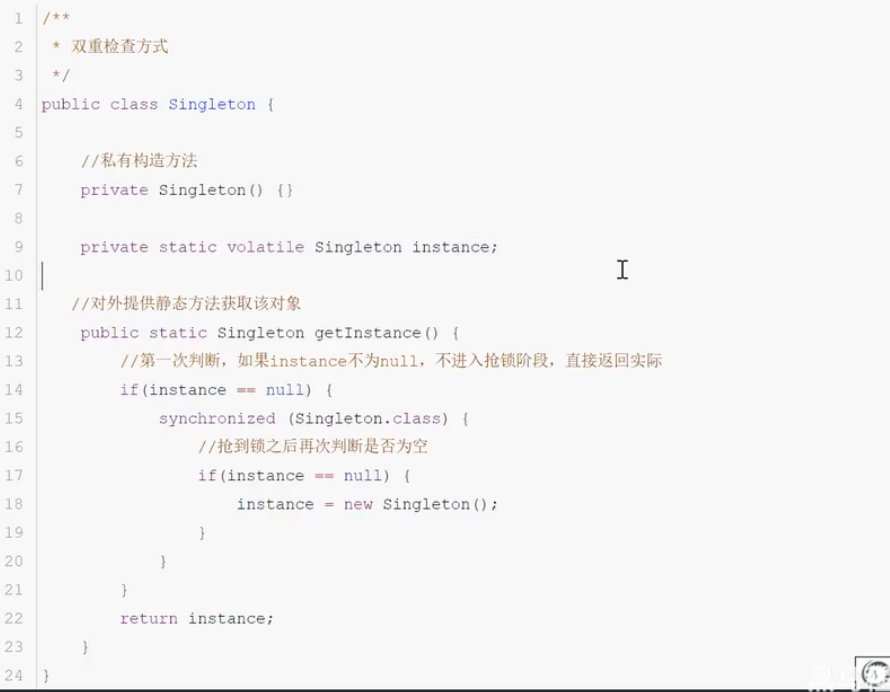 1 /**
2 * 双重检查方式
3 */
4 public class Singleton {
5
6 //私有构造方法
7 private Singleton() {}
8
9 private static volatile Singleton instance;
10
11 //对外提供静态方法获取该对象
12 public static Singleton getInstance() {
13 //第一次判断，如果instance不为null，不进入抢锁阶段，直接返回实际
14 if(instance == null) {
15 synchronized (Singleton.class) {
16 //抢到锁之后再次判断是否为空
17 if(instance == null) {
18 instance = new Singleton();
19 }
20 }
21 }
22 return instance;
23 }
24 }